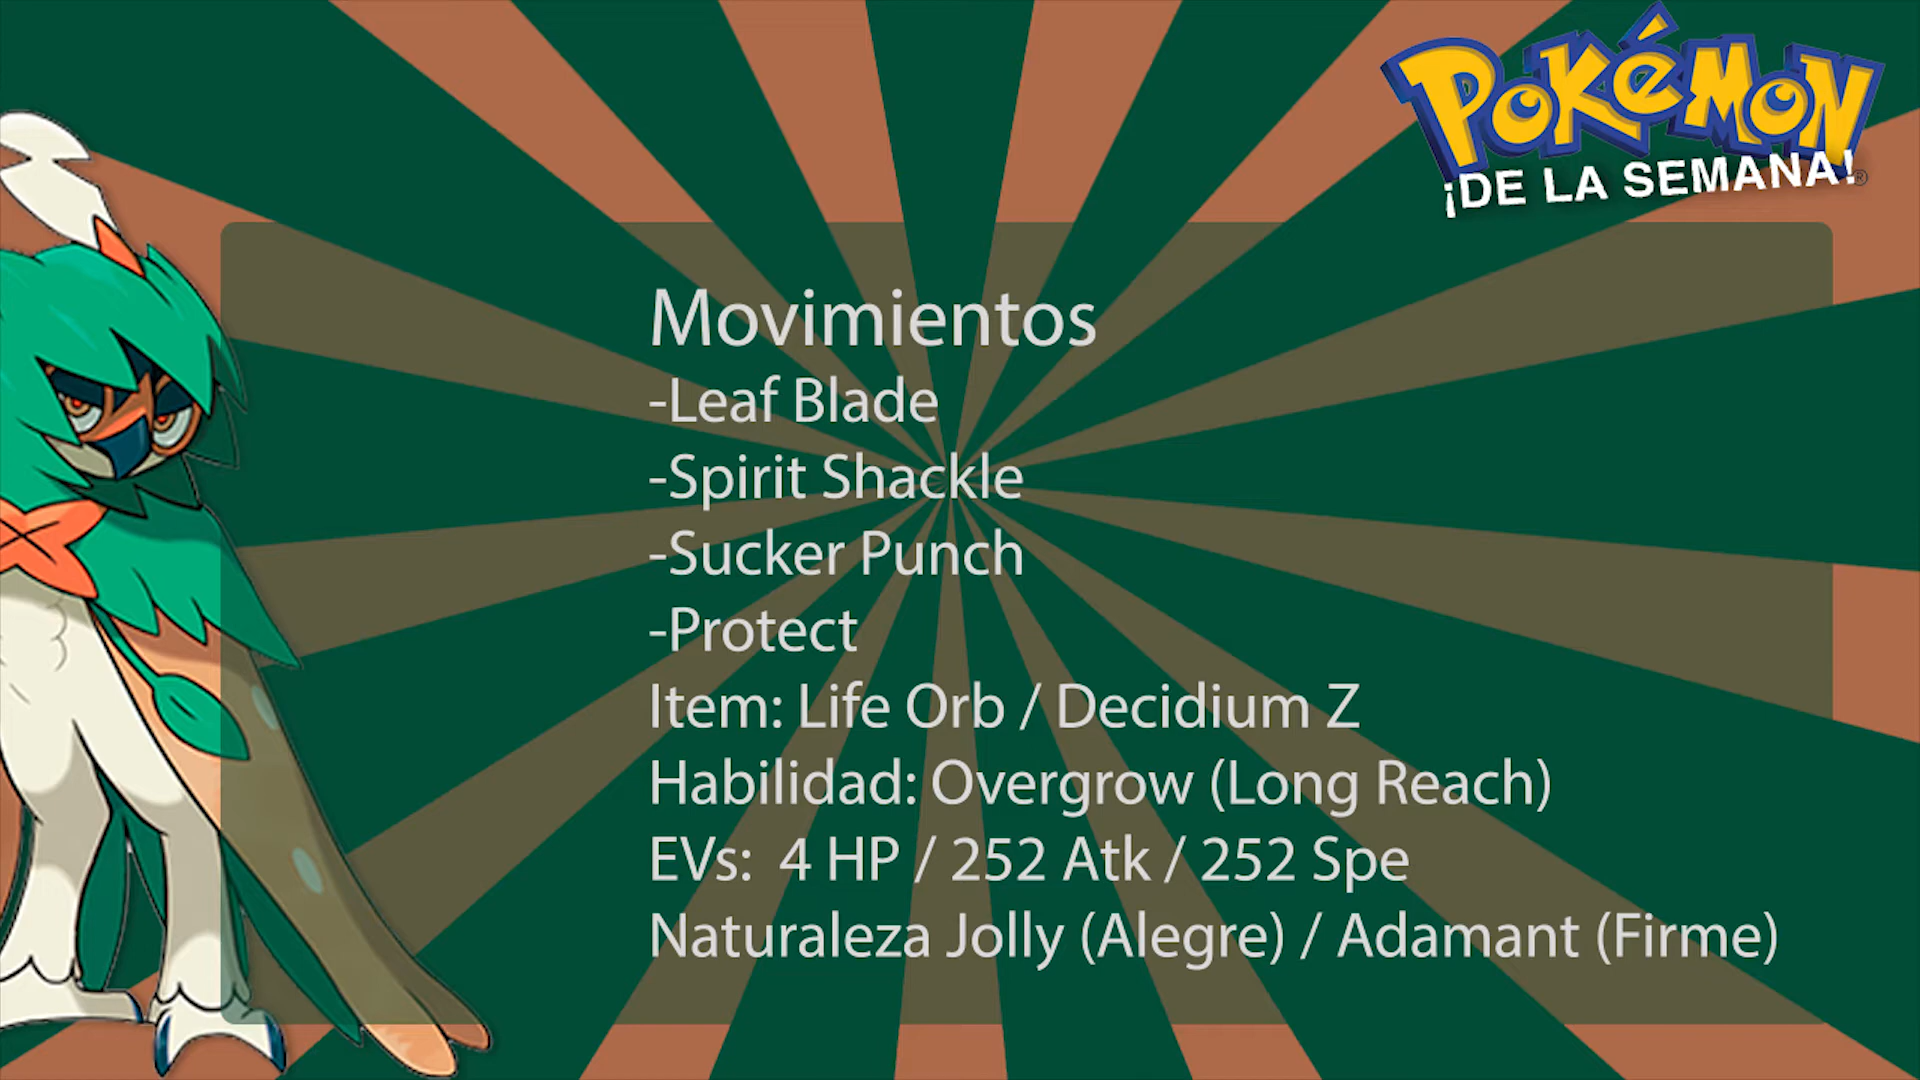 POKéMON
¡DE LA SEMANA!®
Movimientos
-Leaf Blade
-Spirit Shackle
-Sucker Punch
-Protect
Item: Life Orb / Decidium Z
Habilidad: Overgrow (Long Reach)
EVs:  4 HP / 252 Atk / 252 Spe
Naturaleza Jolly (Alegre) / Adamant (Firme)